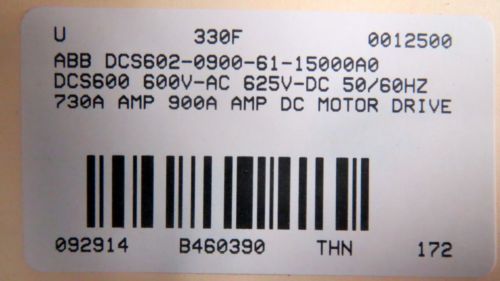 U 330F 0012500
ABB DCS602-0900-61-15000A0
DCS600 600V-AC 625V-DC 50/60HZ
730A AMP 900A AMP DC MOTOR DRIVE
092914 B460390 THN 172